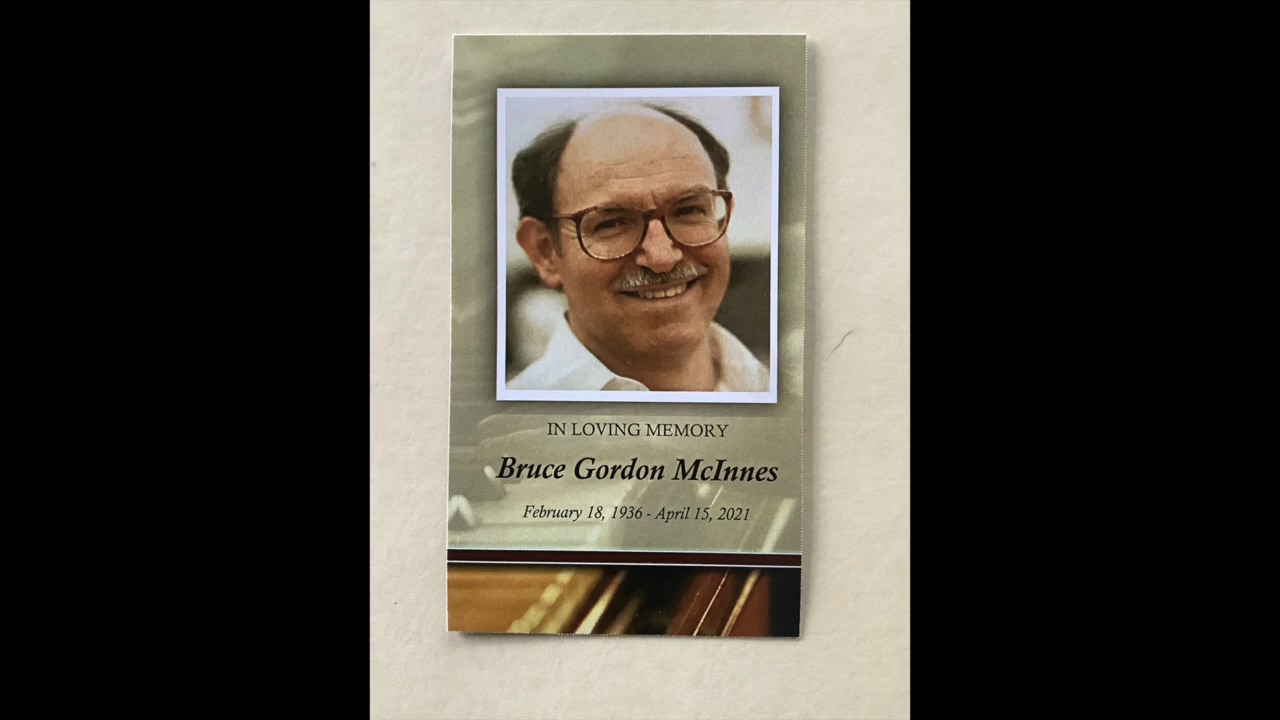 IN LOVING MEMORY
Bruce Gordon McInnes
February 18, 1936 - April 15, 2021